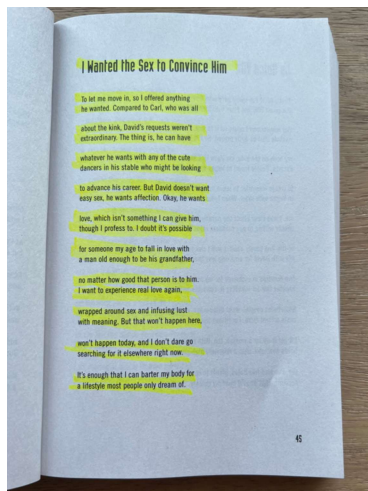 I Wanted the Sex to Convince Him
To let me move in, so I offered anything
he wanted. Compared to Carl, who was all
about the kink, David's requests weren't
extraordinary. The thing is, he can have
whatever he wants with any of the cute
dancers in his stable who might be looking
to advance his career. But David doesn't want
easy sex, he wants affection. Okay, he wants
love, which isn't something I can give him,
though I profess to. I doubt it's possible
for someone my age to fall in love with
a man old enough to be his grandfather,
no matter how good that person is to him.
I want to experience real love again,
wrapped around sex and infusing lust
with meaning. But that won't happen here,
won't happen today, and I don't dare go
searching for it elsewhere right now.
It's enough that I can barter my body for
a lifestyle most people only dream of.
45